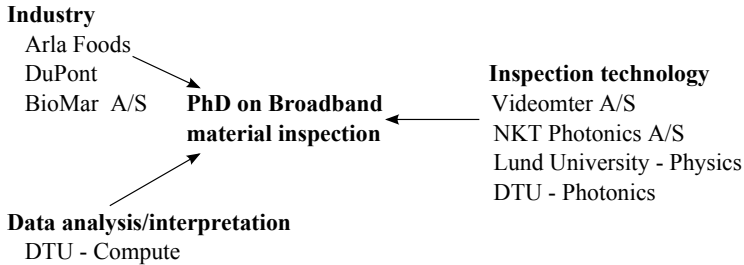 Industry
Arla Foods
DuPont
BioMar A/S
PhD on Broadband
material inspection
Inspection technology
Videomter A/S
NKT Photonics A/S
Lund University - Physics
DTU - Photonics
Data analysis/interpretation
DTU - Compute